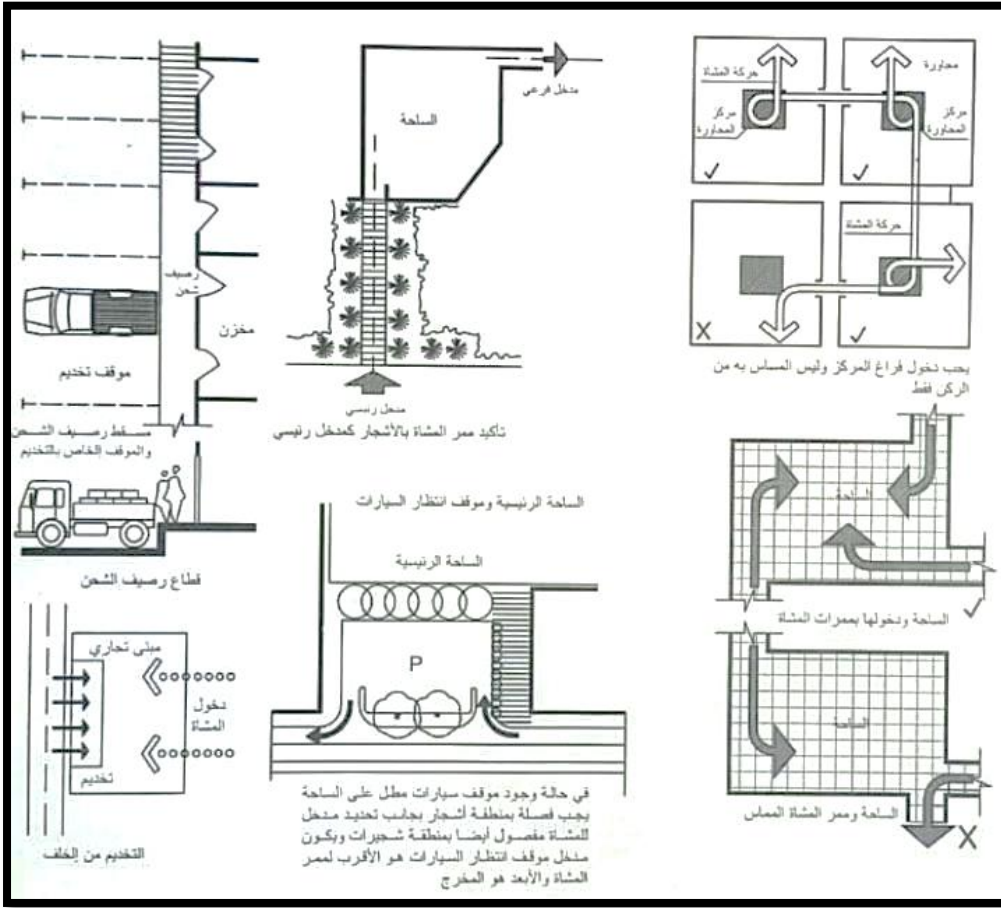 محاورة
حركة المشاة
مركز
المحاورة
مركز
المحاورة
حركة المشاة
يجب دخول فراغ المركز وليس المساس به من
الركن فقط
X
الساحة
الساحة ودخولها بممرات المشاة
الساحة
الساحة وممر المشاة المماس
X
مدخل فرعي
الساحة
مدخل رئيسي
تأكيد ممر المشاة بالأشجار كمدخل رئيسي
الساحة الرئيسية وموقف انتظار السيارات
الساحة الرئيسية
P
في حالة وجود موقف سيارات مطل على الساحة
يجب فصلة بمنطقة أشجار بجانب تحديد مدخل
للمشاة مفصول أيضا بمنطقة شجيرات ويكون
مدخل موقف انتظار السيارات هو الأقرب لممر
المشاة والأبعد هو المخرج
رصيف
شحن
مخزن
موقف تخديم
مسقط رصيف الشحن
والموقف الخاص بالتخديم
قطاع رصيف الشحن
مبنى تجاري
دخول
المشاة
تخديم
التخديم من الخلف